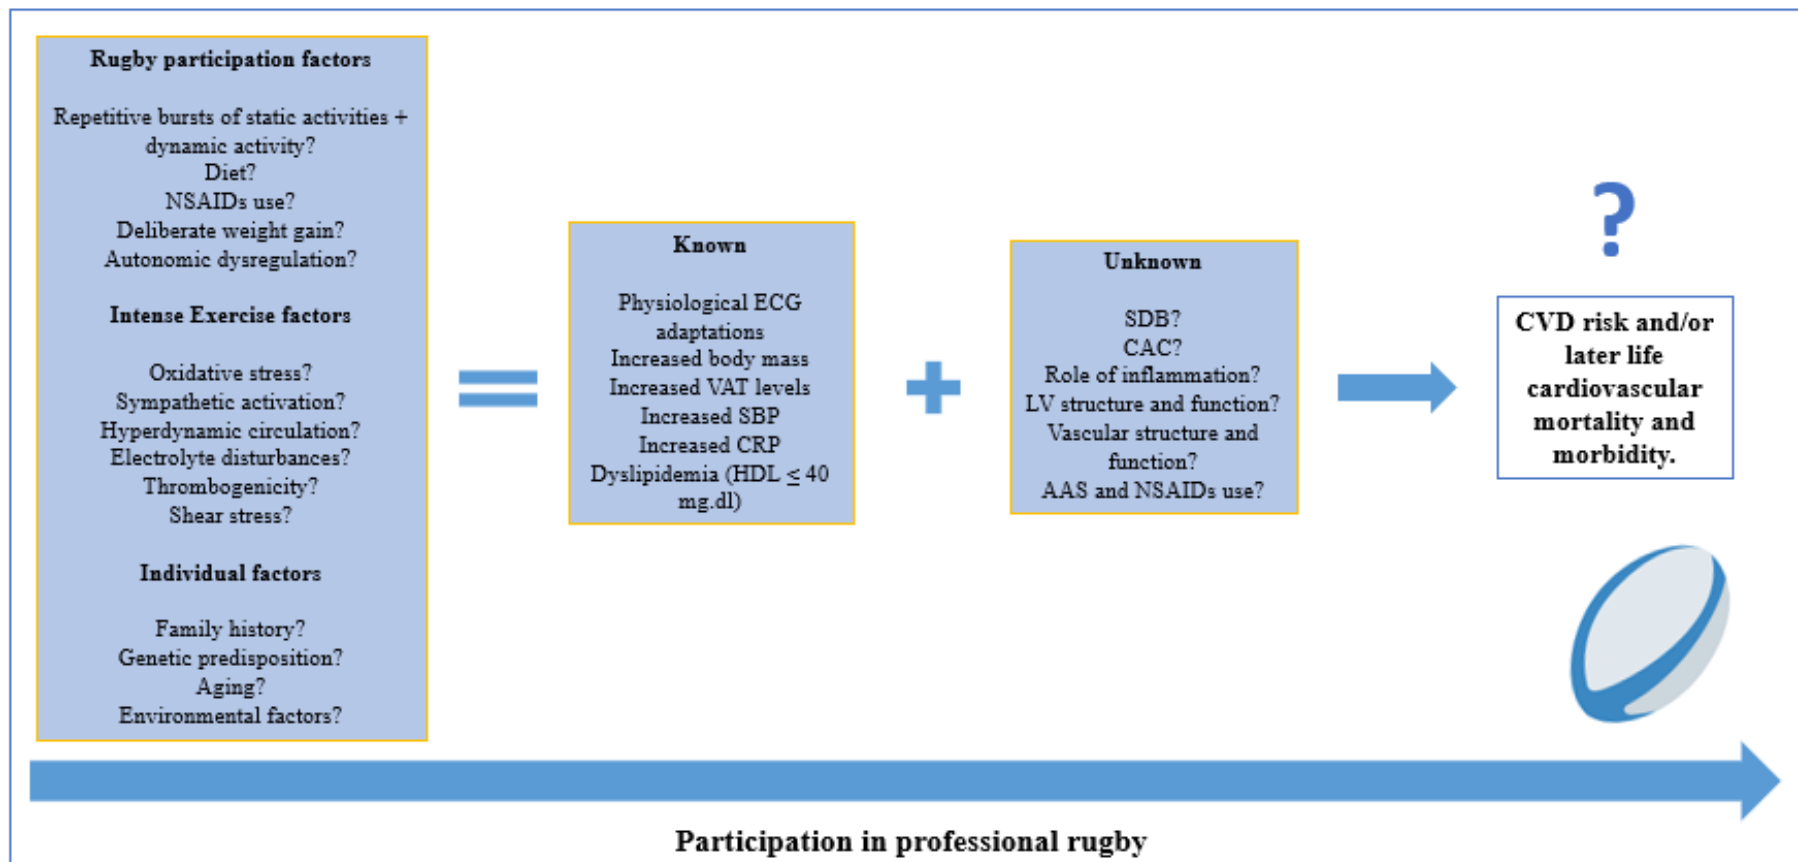 Rugby participation factors
Repetitive bursts of static activities +
dynamic activity?
Diet?
NSAIDs use?
Deliberate weight gain?
Autonomic dysregulation?
Intense Exercise factors
Oxidative stress?
Sympathetic activation?
Hyperdynamic circulation?
Electrolyte disturbances?
Thrombogenicity?
Shear stress?
Individual factors
Family history?
Genetic predisposition?
Aging?
Environmental factors?
=
Known
Physiological ECG
adaptations
Increased body mass
Increased VAT levels
Increased SBP
Increased CRP
Dyslipidemia (HDL ≤ 40
mg.dl)
+
Unknown
SDB?
CAC?
Role of inflammation?
LV structure and function?
Vascular structure and
function?
AAS and NSAIDs use?
?
CVD risk and/or
later life
cardiovascular
mortality and
morbidity.
Participation in professional rugby